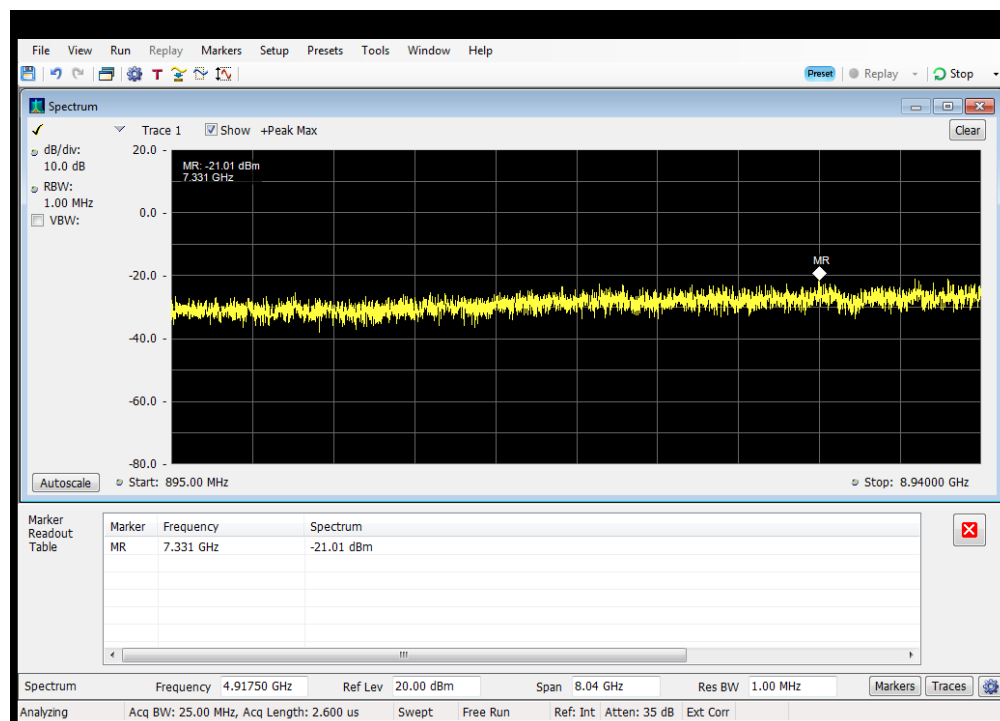 File View Run Replay Markers Setup Presets Tools Window Help
T Preset Replay Stop
Spectrum
Trace 1 Show +Peak Max Clear
dB/div: 20.0
10.0 dB MR: -21.01 dBm
7.331 GHz
RBW:
1.00 MHz
VBW: 0.0
MR
-20.0
-40.0
-60.0
-80.0
Autoscale Start: 895.00 MHz Stop: 8.94000 GHz
Marker
Readout
Table
Marker Frequency Spectrum
MR 7.331 GHz -21.01 dBm
Spectrum Frequency 4.91750 GHz Ref Lev 20.00 dBm Span 8.04 GHz Res BW 1.00 MHz Markers Traces
Analyzing Acq BW: 25.00 MHz, Acq Length: 2.600 us Swept Free Run Ref: Int Atten: 35 dB Ext Corr